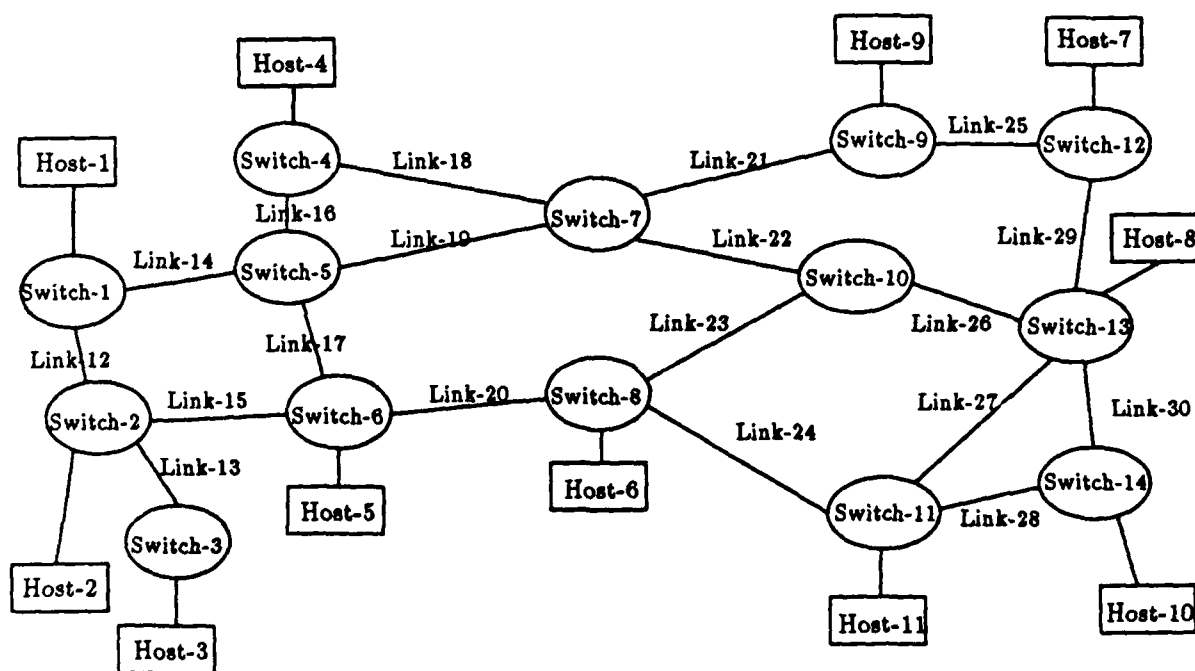 Host-9
Host-7
Host-4
Link-25
Switch-9
Switch-12
Host-1
Switch-4
Link-18
Link-21
Link-16
Switch-7
Link-19
Link-22
Link-29
Host-8
Link-14
Switch-5
Switch-10
Switch-1
Link-23
Link-26
Switch-13
Link-17
Link-12
Link-20
Switch-8
Link-15
Link-27
Link-30
Switch-2
Switch-6
Link-24
Link-13
Host-6
Switch-14
Host-5
Switch-11
Link-28
Switch-3
Host-2
Host-10
Host-11
Host-3